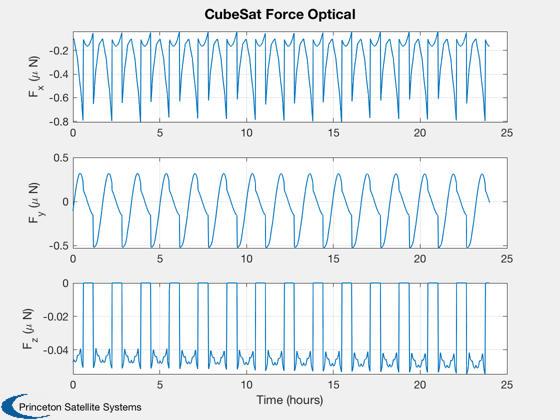 CubeSat Force Optical
F_x (μ N)
-0.2
-0.4
-0.6
-0.8
0 5 10 15 20 25
F_y (μ N)
0.5
0
-0.5
0 5 10 15 20 25
F_z (μ N)
0
-0.02
-0.04
0 5 10 15 20 25
Time (hours)
Princeton Satellite Systems